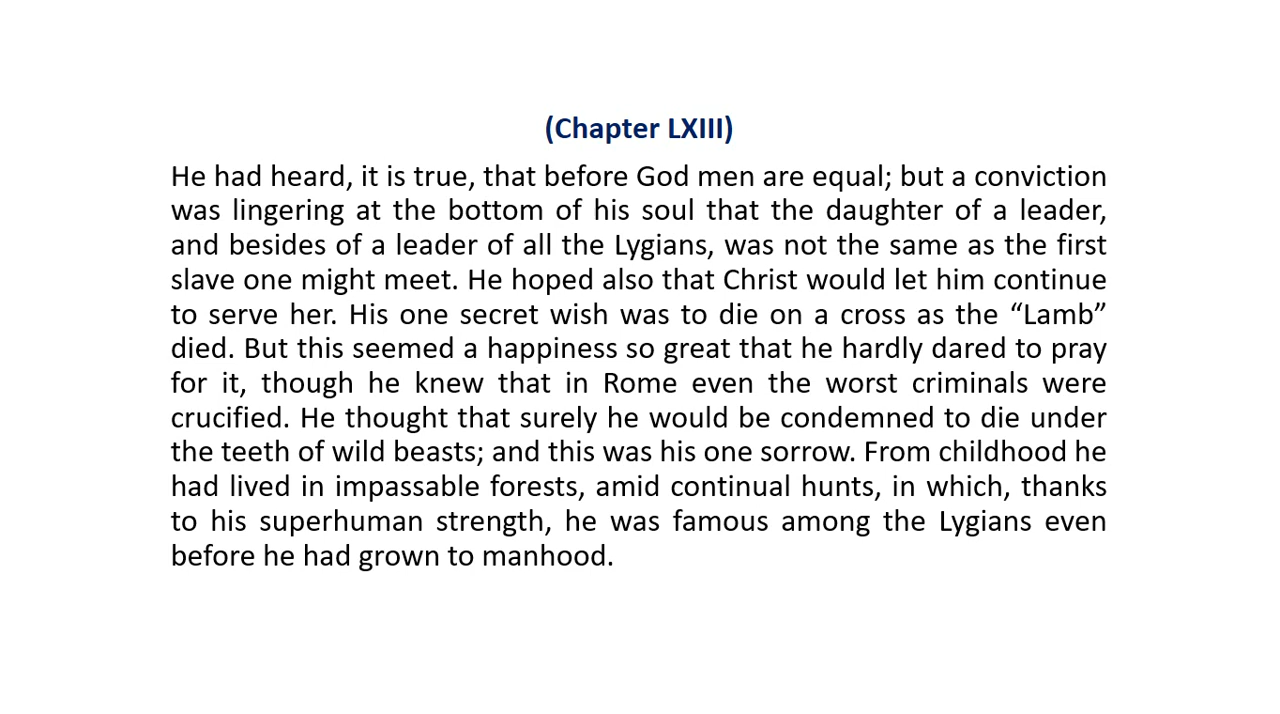 (Chapter LXIII)
He had heard, it is true, that before God men are equal; but a conviction
was lingering at the bottom of his soul that the daughter of a leader,
and besides of a leader of all the Lygians, was not the same as the first
slave one might meet. He hoped also that Christ would let him continue
to serve her. His one secret wish was to die on a cross as the “Lamb”
died. But this seemed a happiness so great that he hardly dared to pray
for it, though he knew that in Rome even the worst criminals were
crucified. He thought that surely he would be condemned to die under
the teeth of wild beasts; and this was his one sorrow. From childhood he
had lived in impassable forests, amid continual hunts, in which, thanks
to his superhuman strength, he was famous among the Lygians even
before he had grown to manhood.